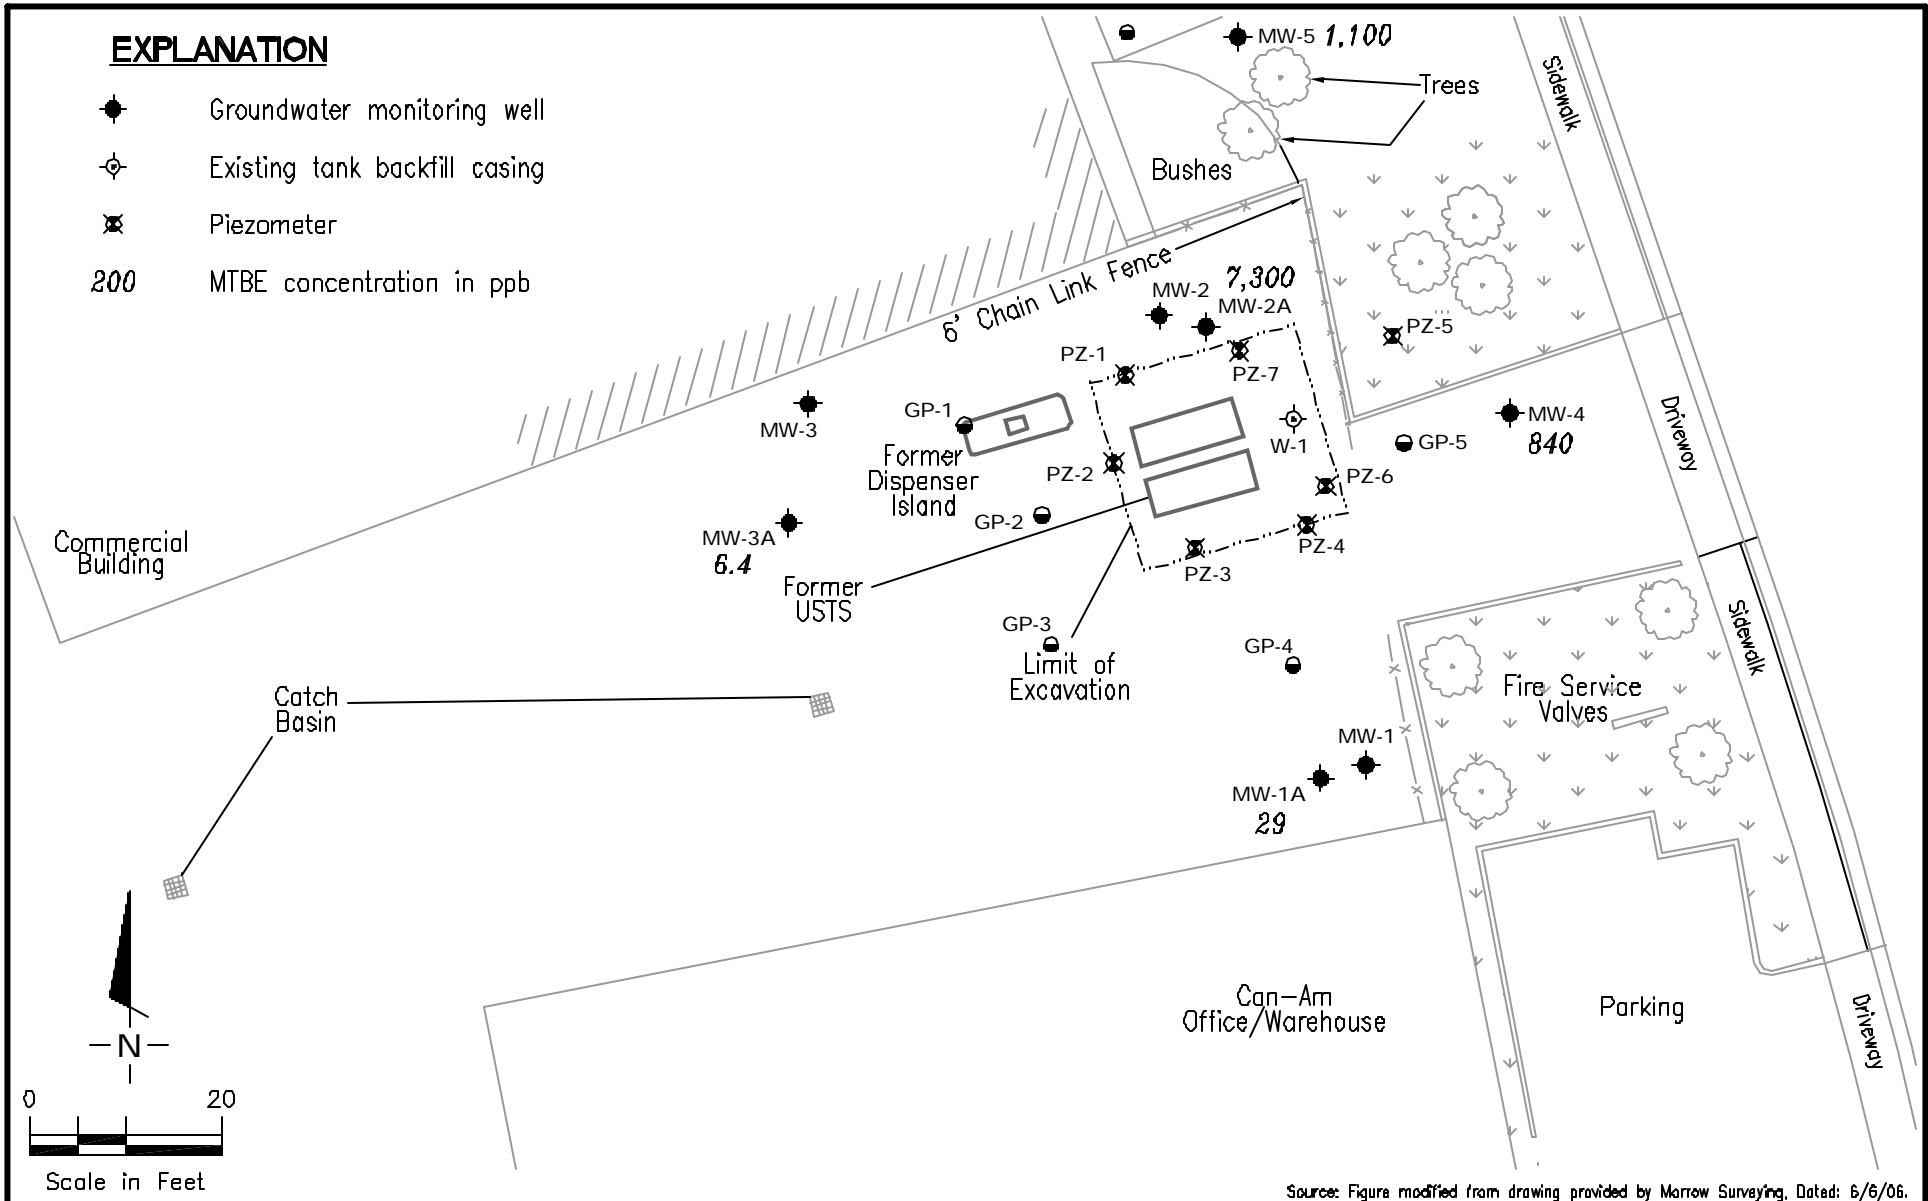 EXPLANATION
Groundwater monitoring well
Existing tank backfill casing
Piezometer
200 MTBE concentration in ppb
MW-5 1,100
Trees
Sidewalk
Bushes
6' Chain Link Fence
7,300
MW-2
MW-2A
PZ-5
PZ-1
PZ-7
GP-1
MW-3
MW-4
840
Driveway
GP-5
W-1
Former
Dispenser
Island
PZ-2
PZ-6
GP-2
MW-3A
6.4
PZ-4
PZ-3
Commercial
Building
Former
USTS
GP-3
Limit of
Excavation
GP-4
Sidewalk
Fire Service
Valves
Catch
Basin
MW-1
MW-1A
29
Can-Am
Office/Warehouse
Parking
Driveway
N
0 20
Scale in Feet
Source: Figure modified from drawing provided by Morrow Surveying, Dated: 6/6/06.